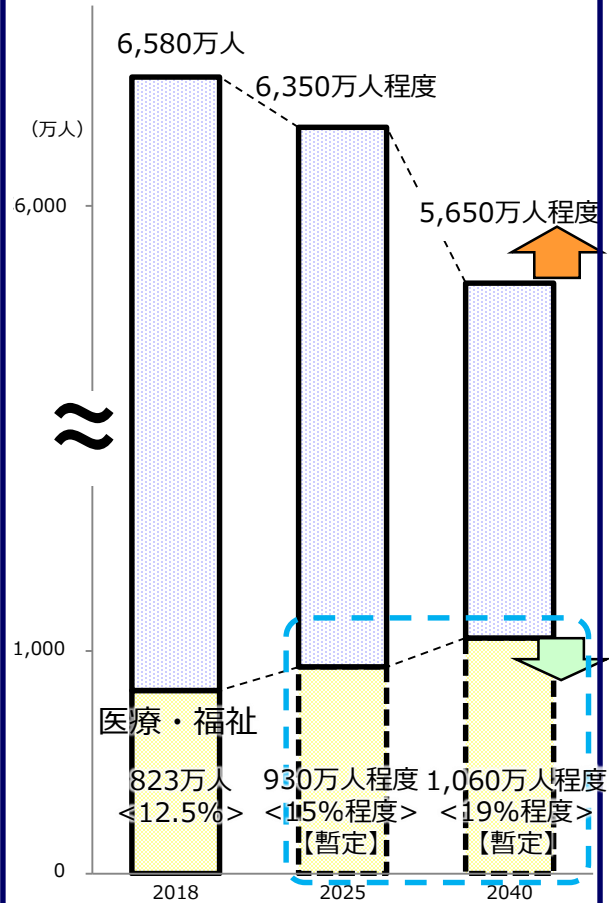 6,580万人
6,350万人程度
（万人）
6,000
5,650万人程度
≈
1,000
医療・福祉
823万人
<12.5%>
930万人程度
<15%程度>
【暫定】
1,060万人程度
<19%程度>
【暫定】
0
2018
2025
2040